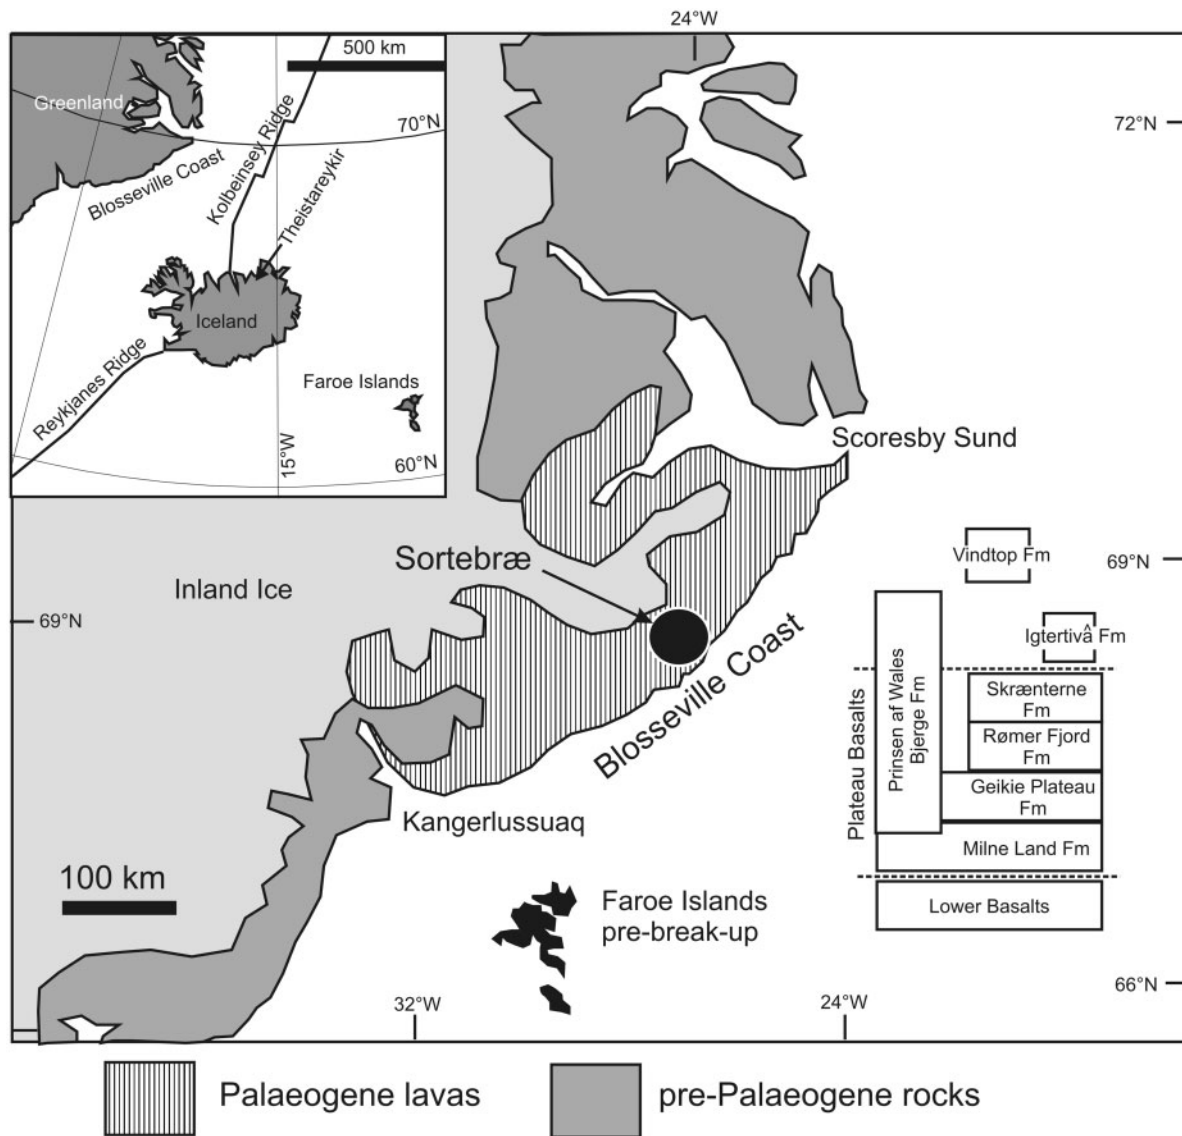 24°W
500 km
Greenland
70°N
72°N
Blosseville Coast
Kolbeinsey Ridge
Theistareykir
Iceland
Reykjanes Ridge
Faroe Islands
15°W
60°N
Scoresby Sund
Sortebræ
Vindtop Fm
69°N
Inland Ice
69°N
Igtertivâ Fm
Blosseville Coast
Plateau Basalts
Prinsen af Wales
Bjerge Fm
Skrænterne
Fm
Rømer Fjord
Fm
Geikie Plateau
Fm
Milne Land Fm
Lower Basalts
Kangerlussuaq
100 km
Faroe Islands
pre-break-up
66°N
32°W
24°W
Palaeogene lavas
pre-Palaeogene rocks